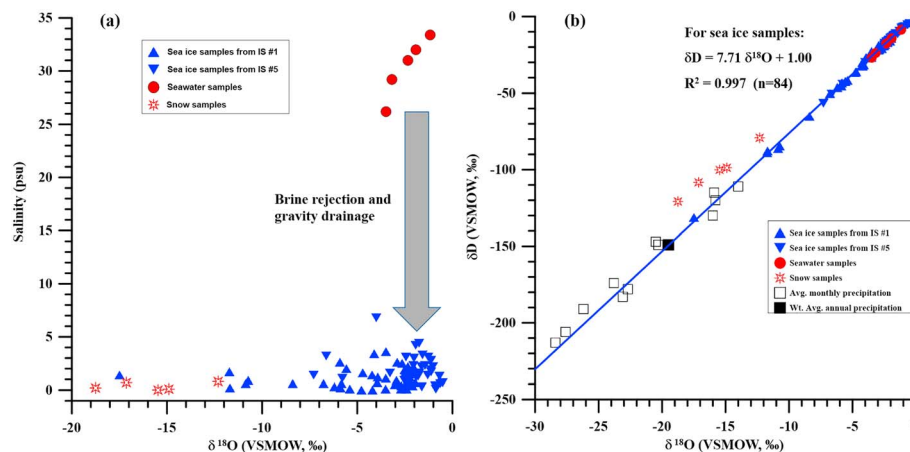 (a)
Salinity (psu)
35
30
25
20
15
10
5
0
Sea ice samples from IS #1
Sea ice samples from IS #5
Seawater samples
Snow samples
Brine rejection and
gravity drainage
-20
-15
-10
-5
0
δ 18O (VSMOW, ‰)
(b)
δD (VSMOW, ‰)
0
-50
-100
-150
-200
-250
For sea ice samples:
δD = 7.71 δ18O + 1.00
R2 = 0.997 (n=84)
Sea ice samples from IS #1
Sea ice samples from IS #5
Seawater samples
Snow samples
Avg. monthly precipitation
Wt. Avg. annual precipitation
-30
-25
-20
-15
-10
-5
δ 18O (VSMOW, ‰)